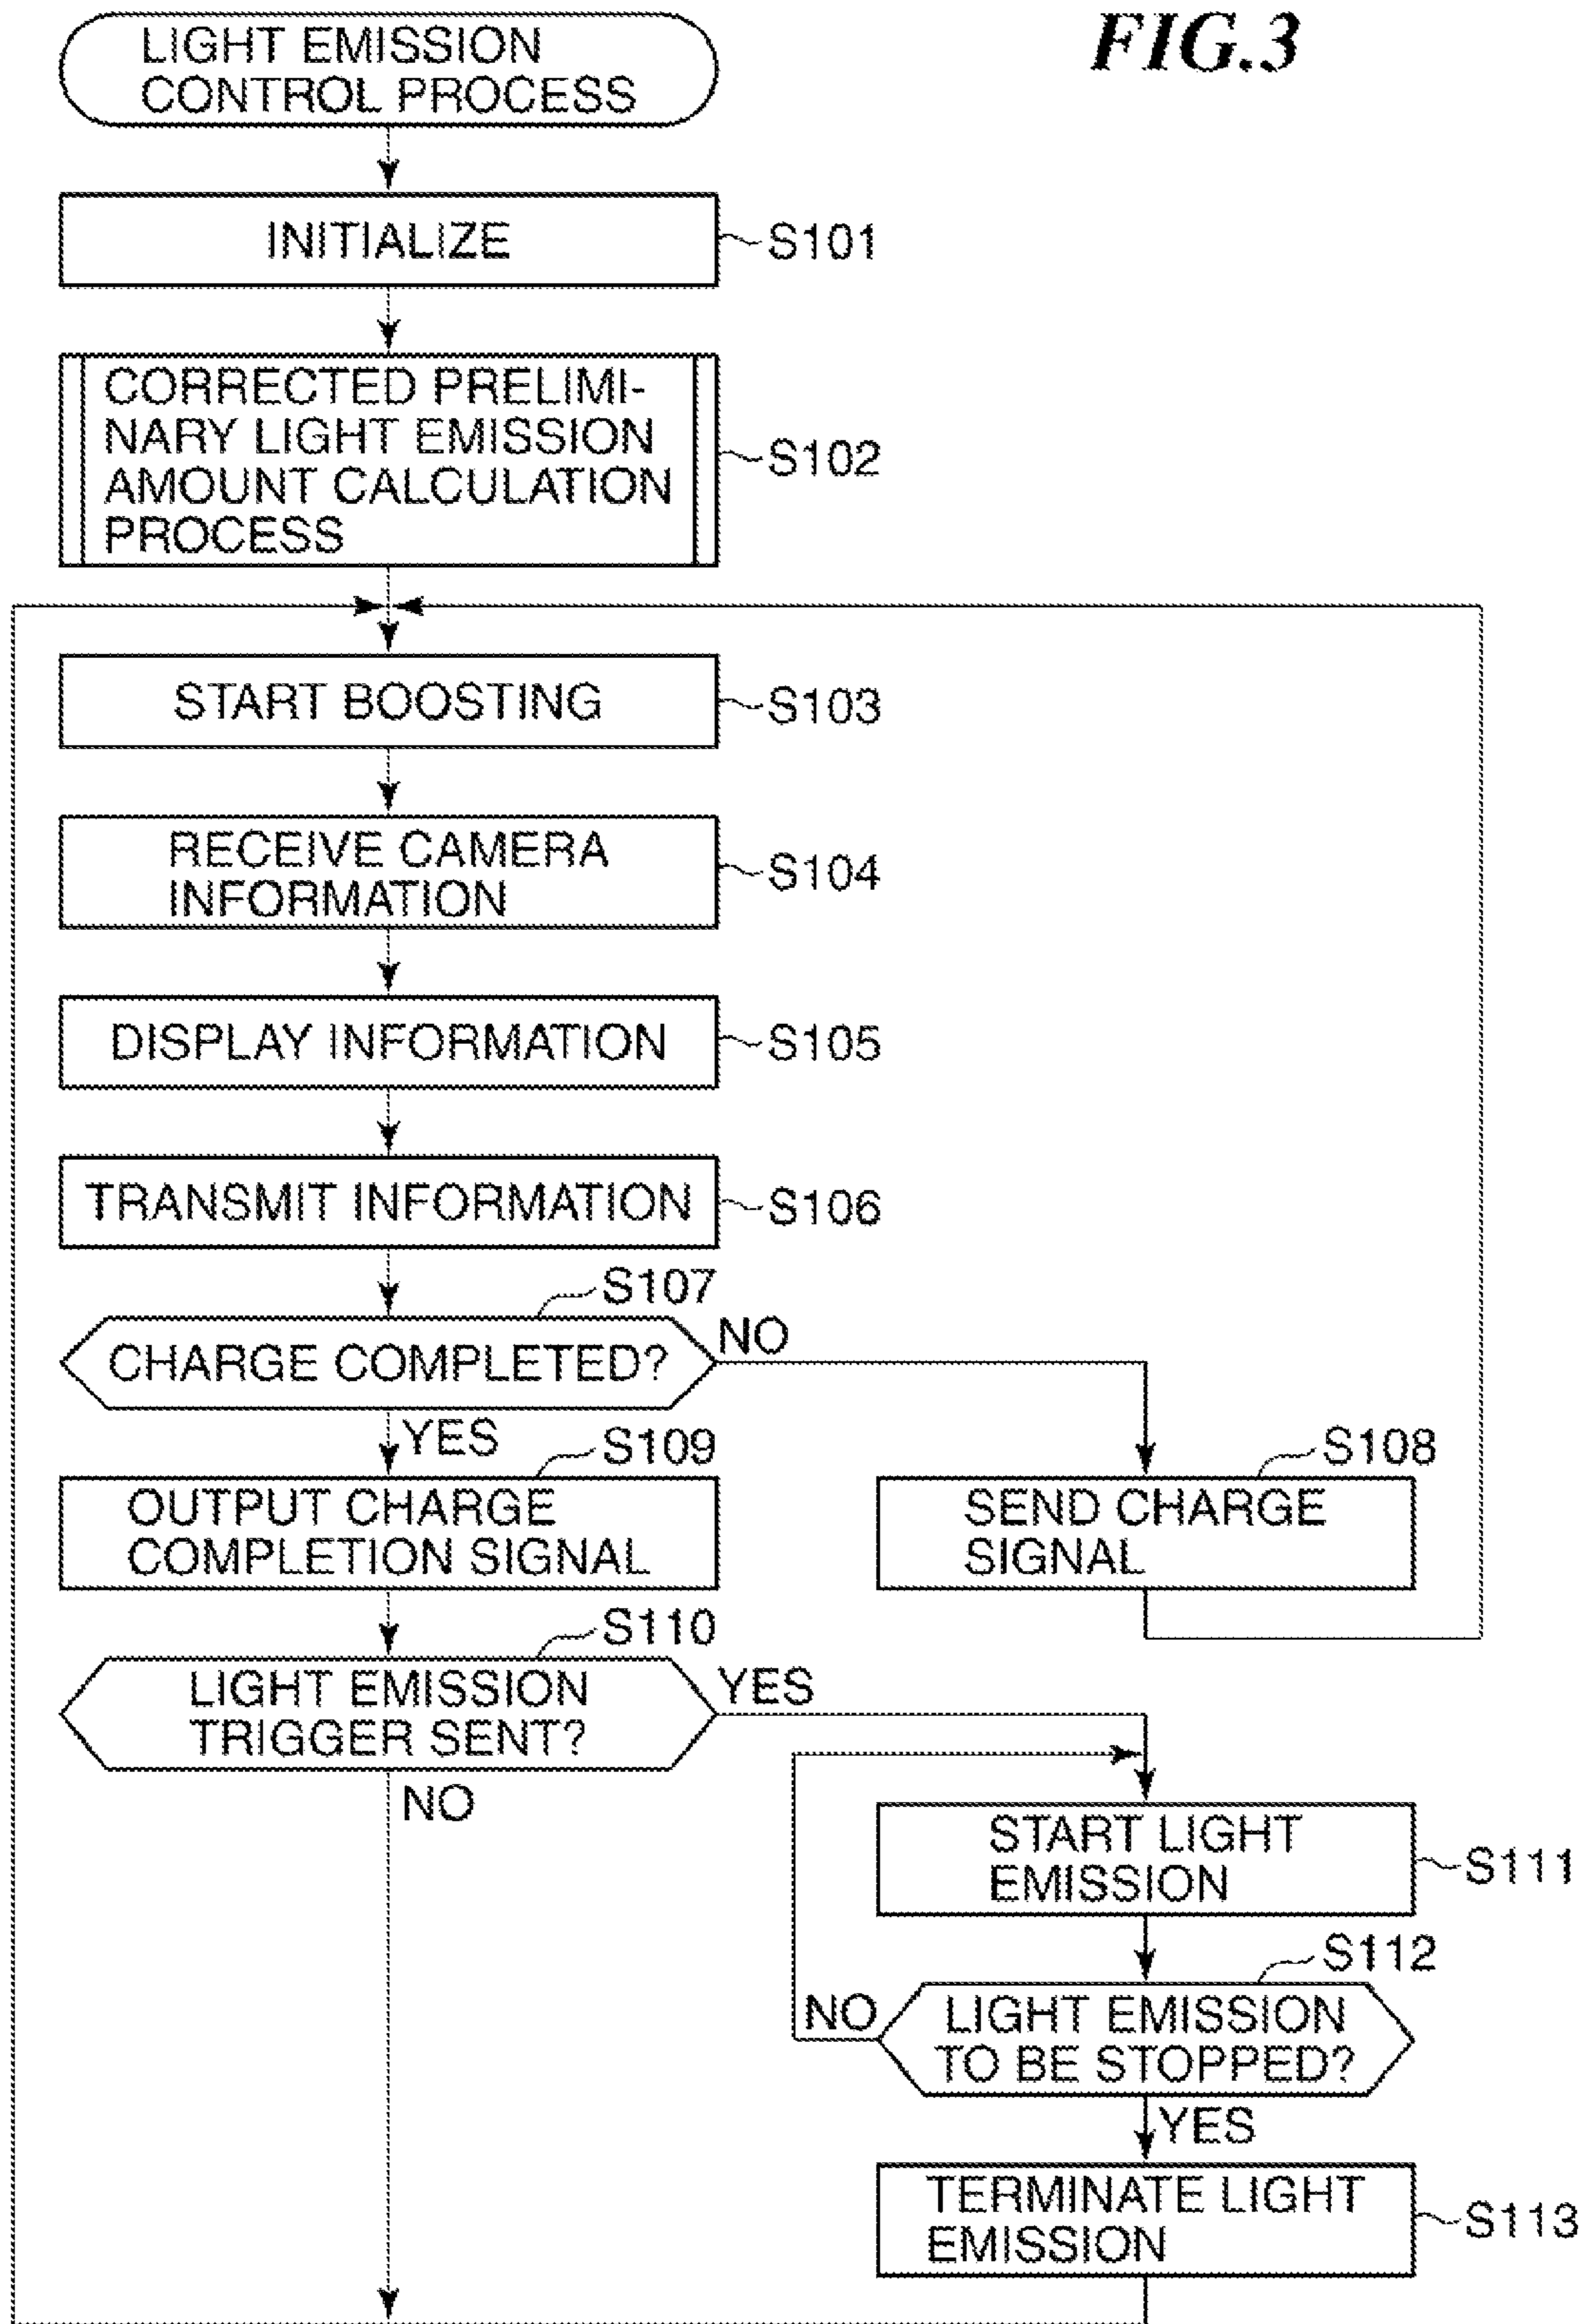 FIG.3
LIGHT EMISSION
CONTROL PROCESS
INITIALIZE
S101
CORRECTED PRELIMI-
NARY LIGHT EMISSION
AMOUNT CALCULATION
PROCESS
S102
START BOOSTING
S103
RECEIVE CAMERA
INFORMATION
S104
DISPLAY INFORMATION
S105
TRANSMIT INFORMATION
S106
S107
CHARGE COMPLETED?
NO
YES
S109
OUTPUT CHARGE
COMPLETION SIGNAL
S108
SEND CHARGE
SIGNAL
S110
LIGHT EMISSION
TRIGGER SENT?
YES
NO
START LIGHT
EMISSION
S111
S112
LIGHT EMISSION
TO BE STOPPED?
NO
YES
TERMINATE LIGHT
EMISSION
S113